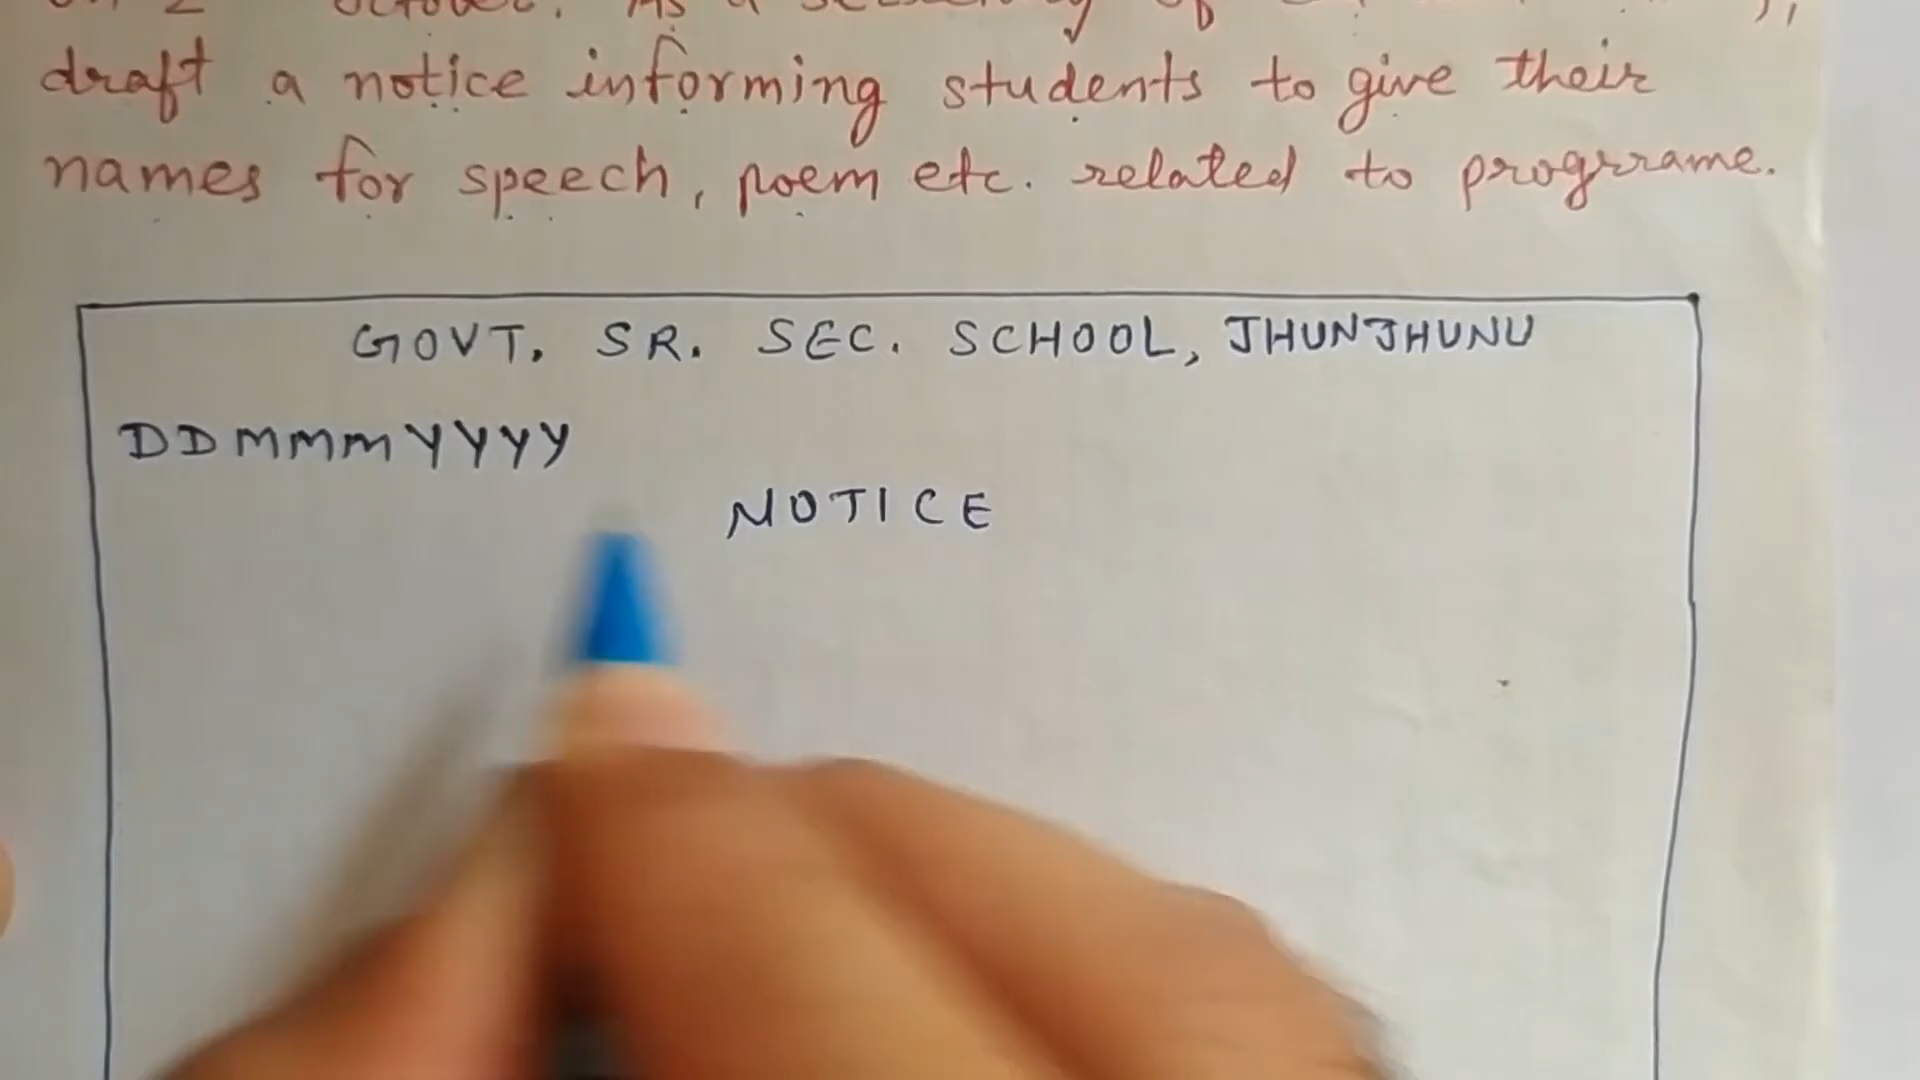 draft a notice informing students to give their
names for speech, poem etc. related to progrrame.
GOVT. SR. SEC. SCHOOL, JHUNJHUNU
DDMMMYYYY
NOTICE